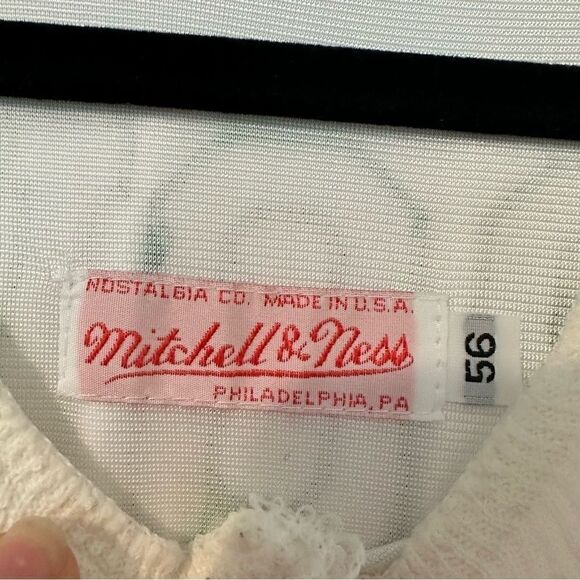 NOSTALGIA CO. MADE IN U.S.A.
Mitchell & Ness
PHILADELPHIA, PA
56